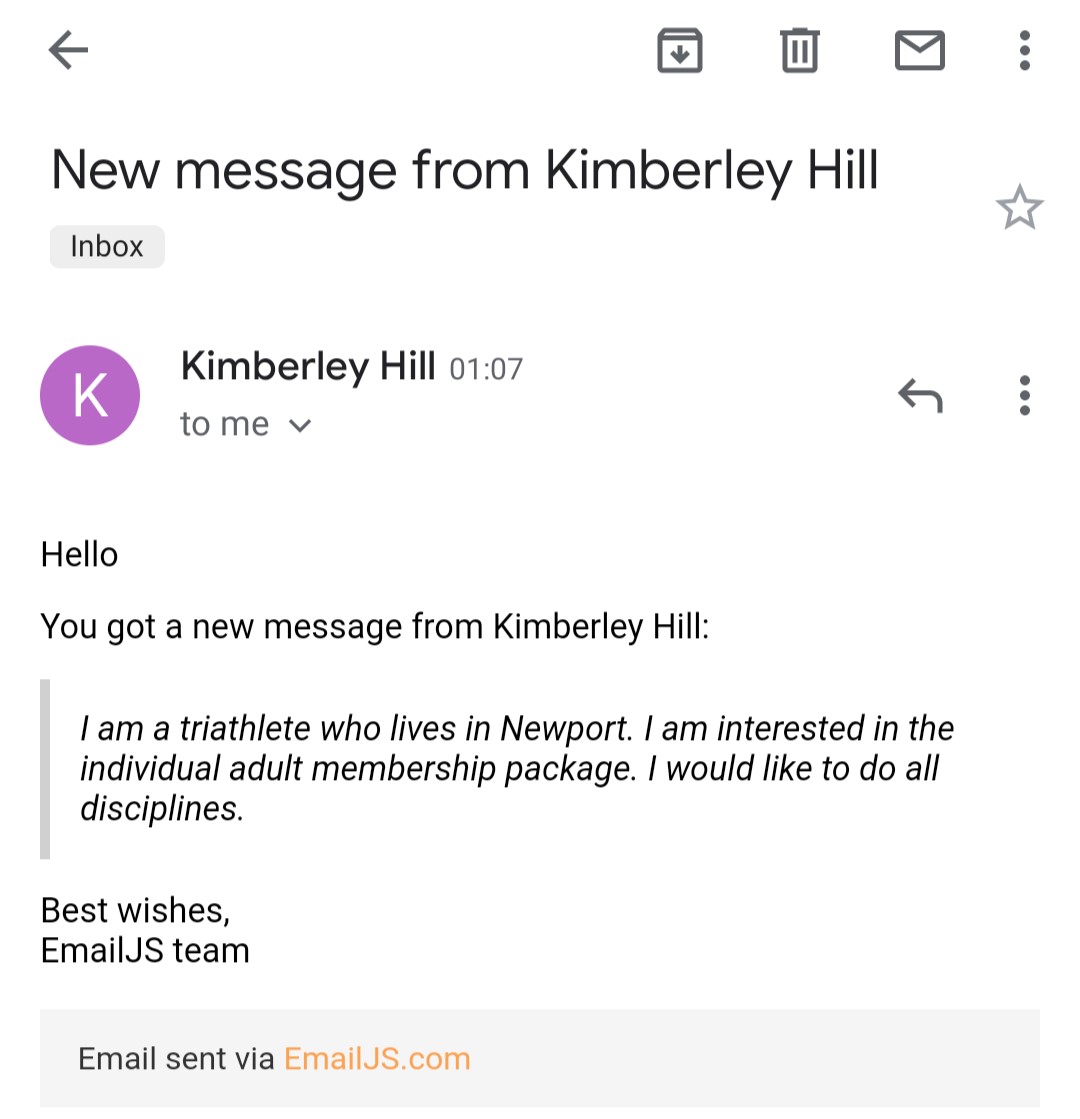 New message from Kimberley Hill
Inbox
K
Kimberley Hill 01:07
to me
Hello
You got a new message from Kimberley Hill:
I am a triathlete who lives in Newport. I am interested in the
individual adult membership package. I would like to do all
disciplines.
Best wishes,
EmailJS team
Email sent via EmailJS.com